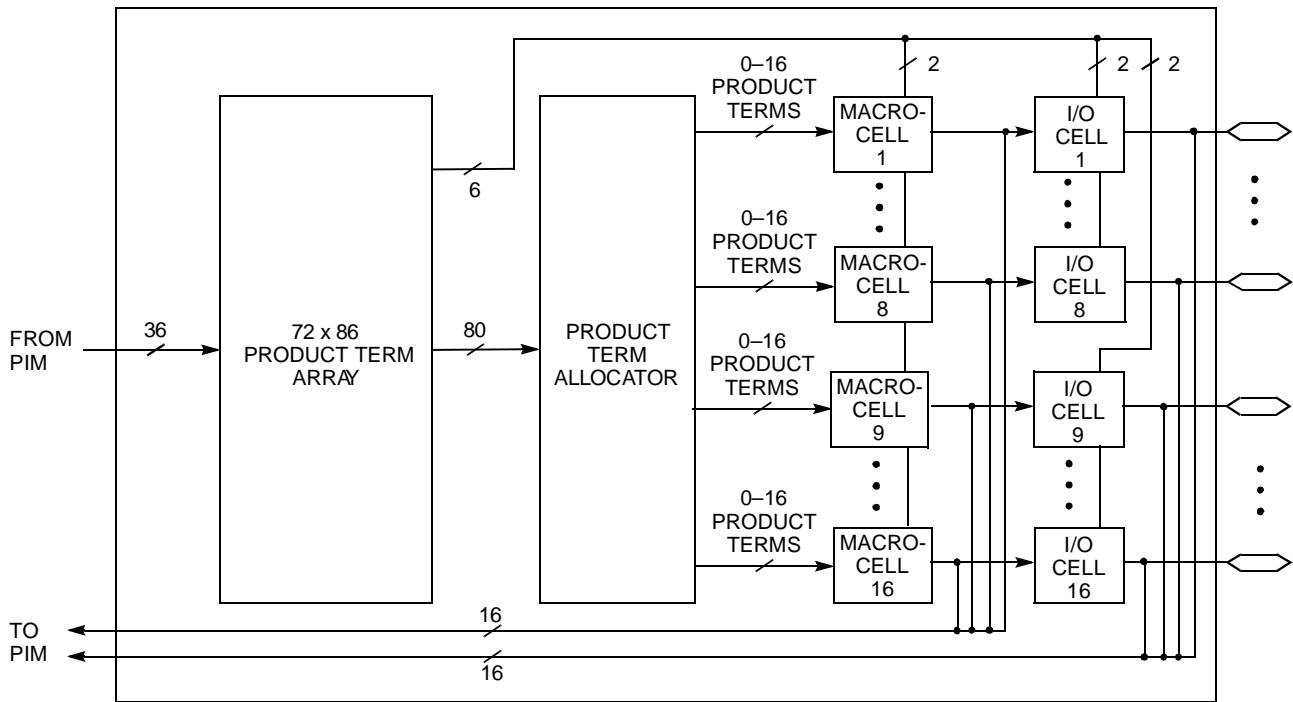 0–16
PRODUCT
TERMS
2
2
2
MACRO-
CELL
1
I/O
CELL
1
6
0–16
PRODUCT
TERMS
MACRO-
CELL
8
I/O
CELL
8
FROM
PIM
36
72 x 86
PRODUCT TERM
ARRAY
80
PRODUCT
TERM
ALLOCATOR
0–16
PRODUCT
TERMS
MACRO-
CELL
9
I/O
CELL
9
0–16
PRODUCT
TERMS
MACRO-
CELL
16
I/O
CELL
16
TO
PIM
16
16